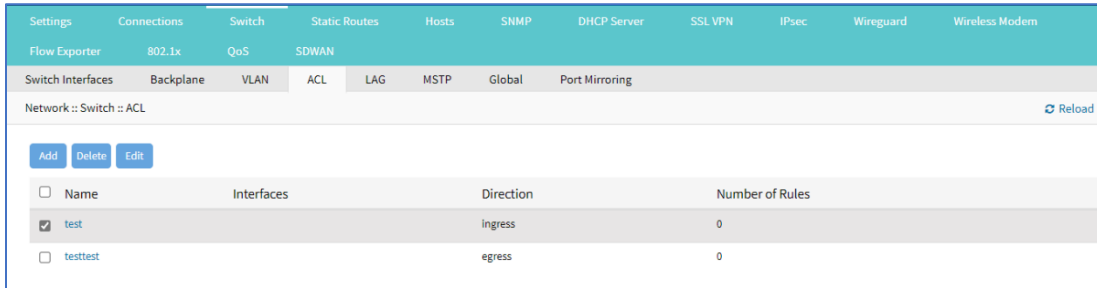 Settings Connections Switch Static Routes Hosts SNMP DHCP Server SSL VPN IPsec Wireguard Wireless Modem
Flow Exporter 802.1x QoS SDWAN
Switch Interfaces Backplane VLAN ACL LAG MSTP Global Port Mirroring
Network :: Switch :: ACL Reload
Add Delete Edit
Name Interfaces Direction Number of Rules
test ingress 0
testtest egress 0